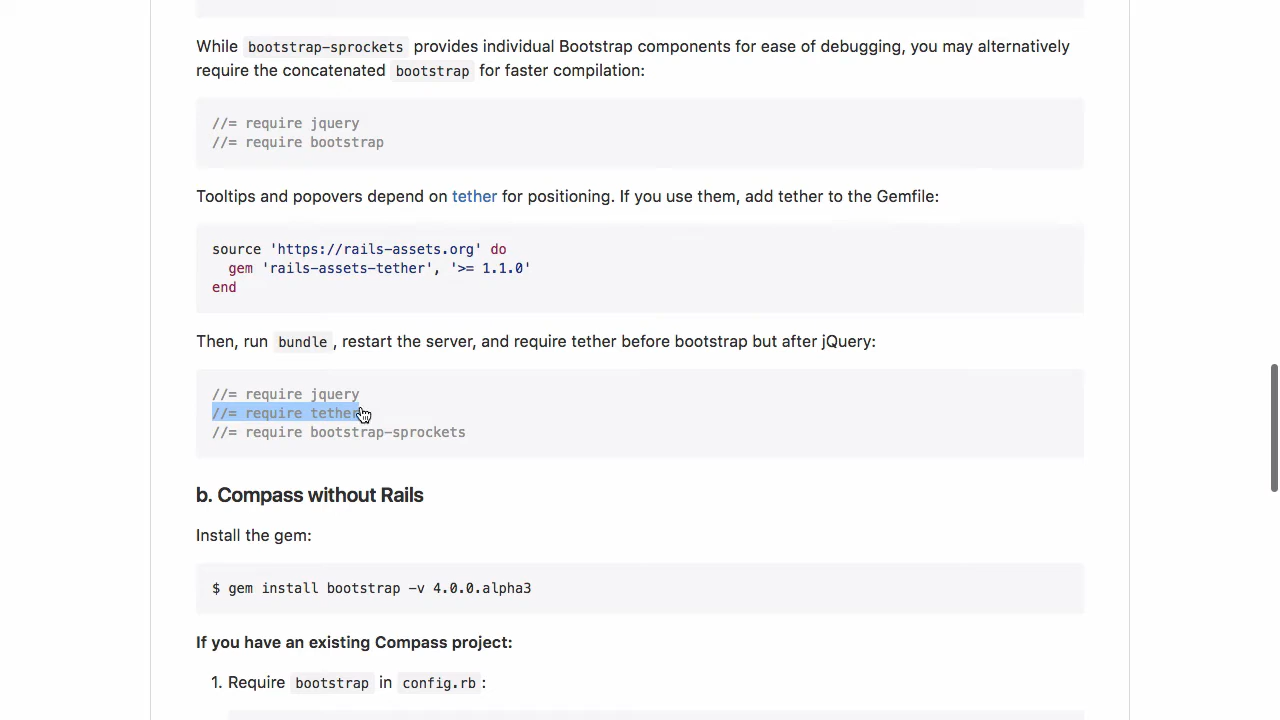 While bootstrap-sprockets provides individual Bootstrap components for ease of debugging, you may alternatively
require the concatenated bootstrap for faster compilation:
//= require jquery
//= require bootstrap
Tooltips and popovers depend on tether for positioning. If you use them, add tether to the Gemfile:
source 'https://rails-assets.org' do
  gem 'rails-assets-tether', '>= 1.1.0'
end
Then, run bundle, restart the server, and require tether before bootstrap but after jQuery:
//= require jquery
//= require tether
//= require bootstrap-sprockets
b. Compass without Rails
Install the gem:
$ gem install bootstrap -v 4.0.0.alpha3
If you have an existing Compass project:
1. Require bootstrap in config.rb: